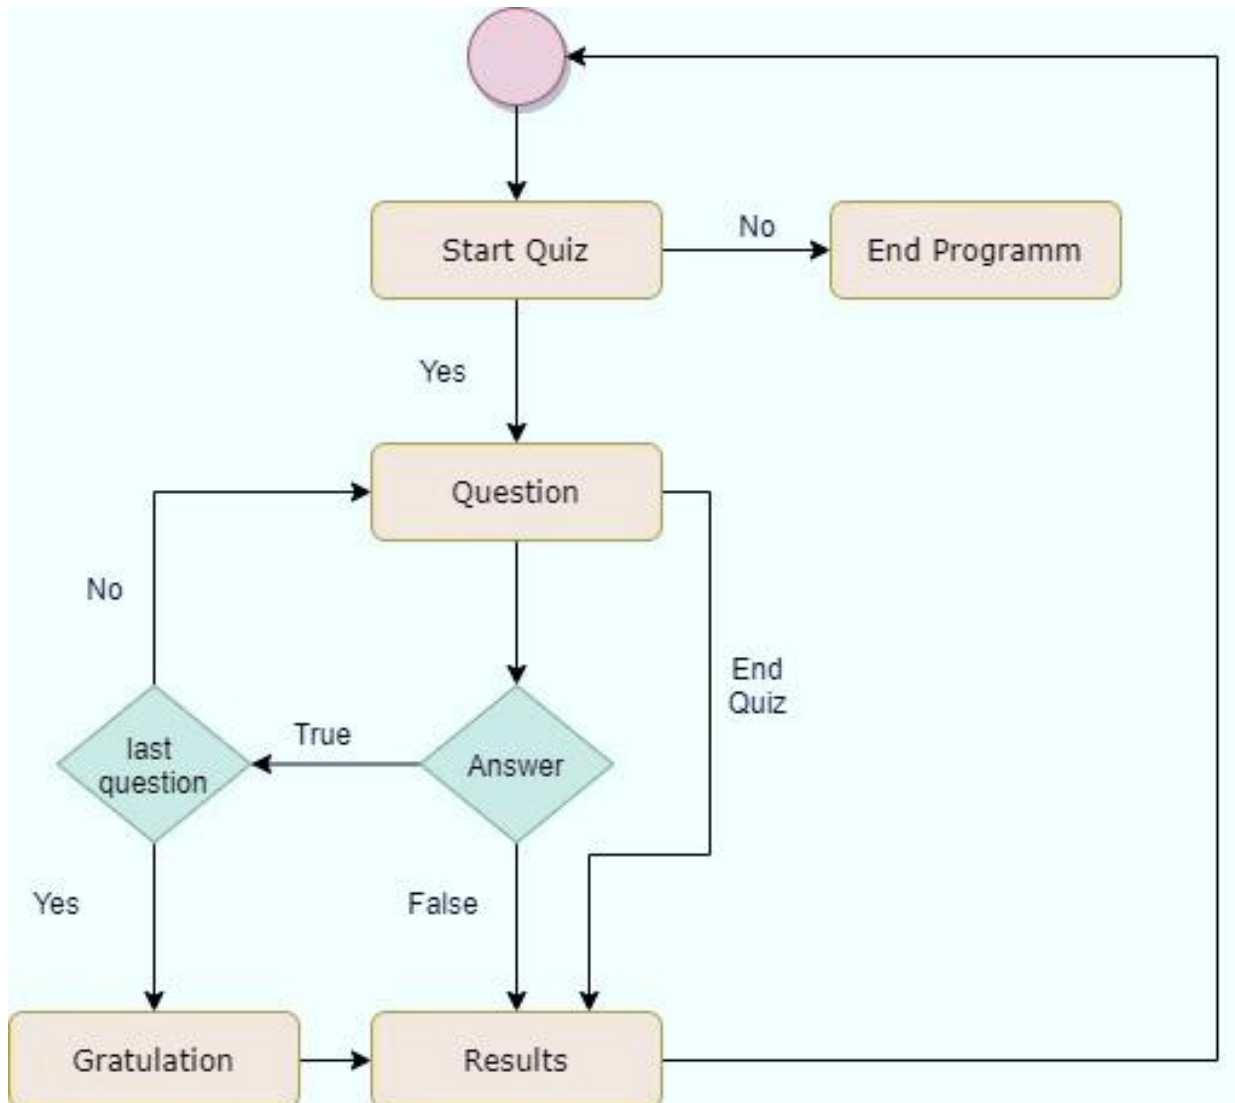 Start Quiz
No
End Programm
Yes
Question
No
End
Quiz
last
question
True
Answer
Yes
False
Gratulation
Results